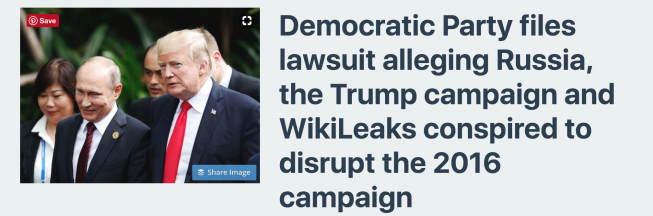 Save
Share Image
Democratic Party files
lawsuit alleging Russia,
the Trump campaign and
WikiLeaks conspired to
disrupt the 2016
campaign